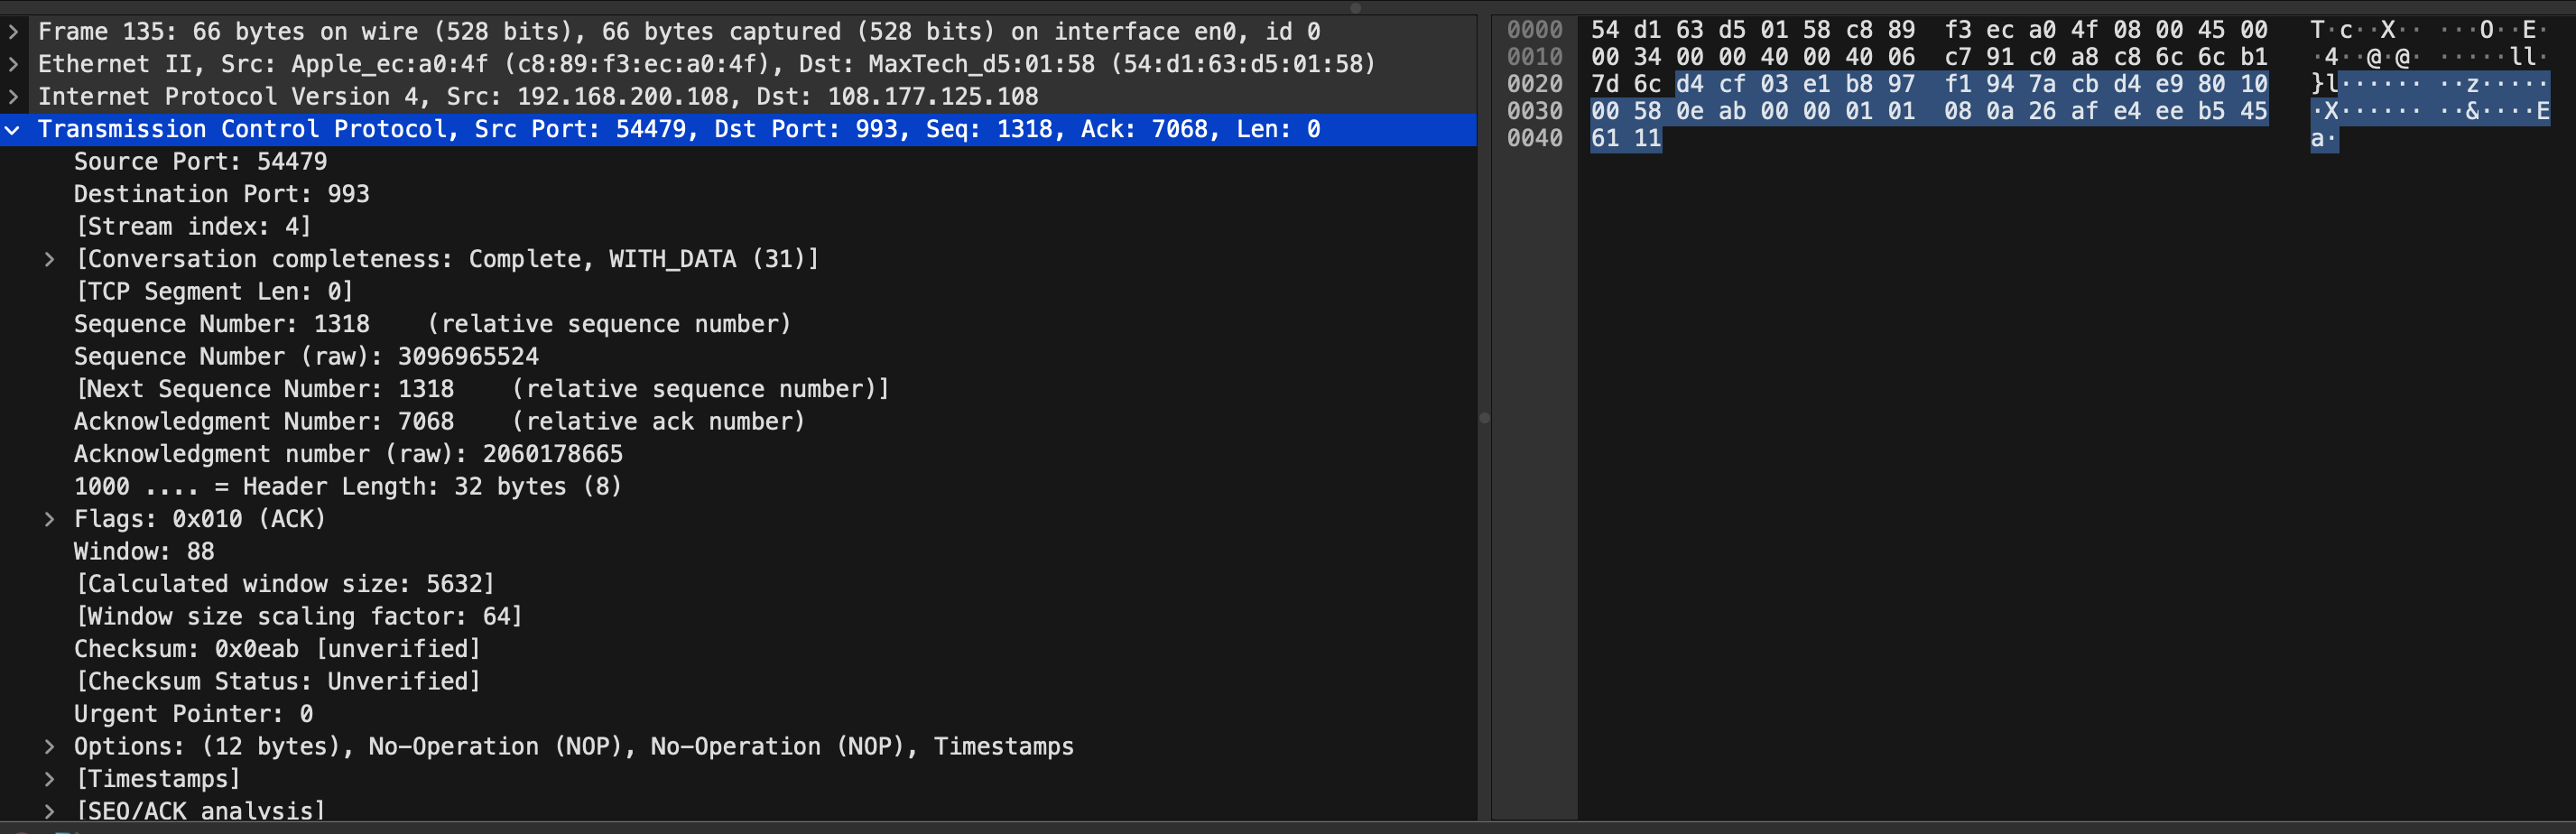 Frame 135: 66 bytes on wire (528 bits), 66 bytes captured (528 bits) on interface en0, id 0
Ethernet II, Src: Apple_ec:a0:4f (c8:89:f3:ec:a0:4f), Dst: MaxTech_d5:01:58 (54:d1:63:d5:01:58)
Internet Protocol Version 4, Src: 192.168.200.108, Dst: 108.177.125.108
Transmission Control Protocol, Src Port: 54479, Dst Port: 993, Seq: 1318, Ack: 7068, Len: 0
Source Port: 54479
Destination Port: 993
[Stream index: 4]
[Conversation completeness: Complete, WITH_DATA (31)]
[TCP Segment Len: 0]
Sequence Number: 1318    (relative sequence number)
Sequence Number (raw): 3096965524
[Next Sequence Number: 1318    (relative sequence number)]
Acknowledgment Number: 7068    (relative ack number)
Acknowledgment number (raw): 2060178665
1000 .... = Header Length: 32 bytes (8)
Flags: 0x010 (ACK)
Window: 88
[Calculated window size: 5632]
[Window size scaling factor: 64]
Checksum: 0x0eab [unverified]
[Checksum Status: Unverified]
Urgent Pointer: 0
Options: (12 bytes), No-Operation (NOP), No-Operation (NOP), Timestamps
[Timestamps]
[SEQ/ACK analysis]
0000 54 d1 63 d5 01 58 c8 89 f3 ec a0 4f 08 00 45 00 T·c··X·· ···O··E·
0010 00 34 00 00 40 00 40 06 c7 91 c0 a8 c8 6c 6c b1 ·4··@·@· ·····ll·
0020 7d 6c d4 cf 03 e1 b8 97 f1 94 7a cb d4 e9 80 10 }l······ ··z·····
0030 00 58 0e ab 00 00 01 01 08 0a 26 af e4 ee b5 45 ·X······ ··&····E
0040 61 11 a·